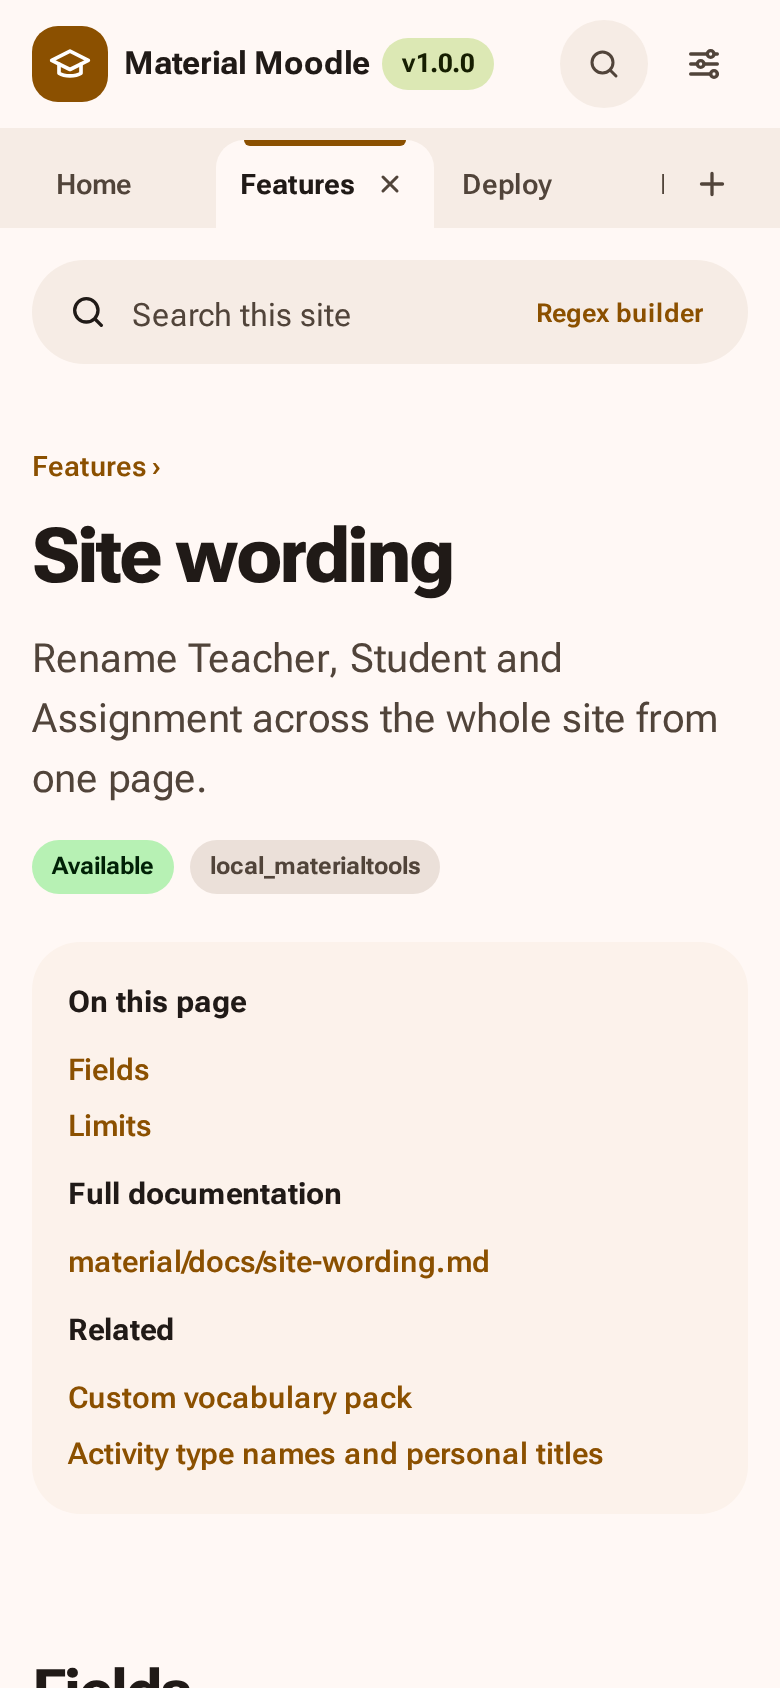 Material Moodle v1.0.0
Home Features Deploy
Search this site Regex builder
Features ›
Site wording
Rename Teacher, Student and
Assignment across the whole site from
one page.
Available local_materialtools
On this page
Fields
Limits
Full documentation
material/docs/site-wording.md
Related
Custom vocabulary pack
Activity type names and personal titles
Fields